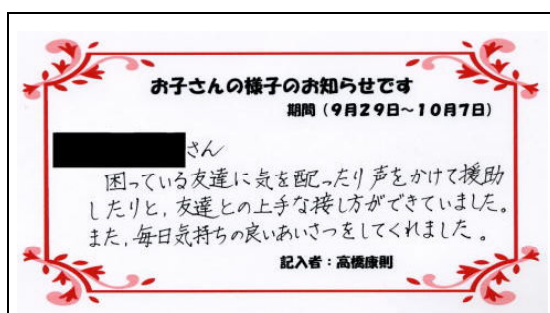 お子さんの様子のお知らせです
期間（9月29日～10月7日）
さん
困っている友達に気を配ったり声をかけて援助
したりと，友達との上手な接し方ができていました。
また，毎日気持ちの良いあいさつをしてくれました。
記入者：高橋康則